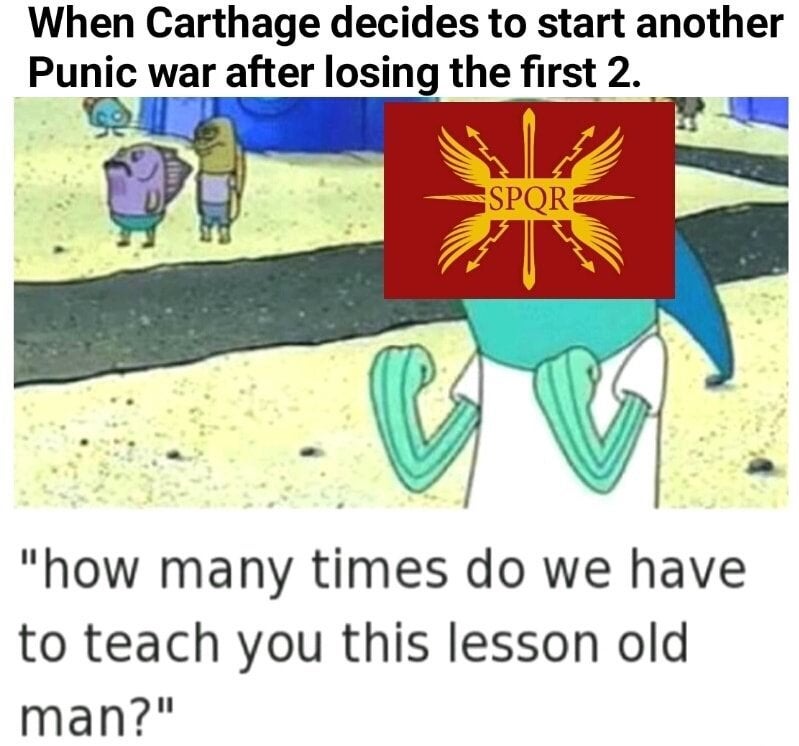 When Carthage decides to start another
Punic war after losing the first 2.
SPQR
"how many times do we have
to teach you this lesson old
man?"